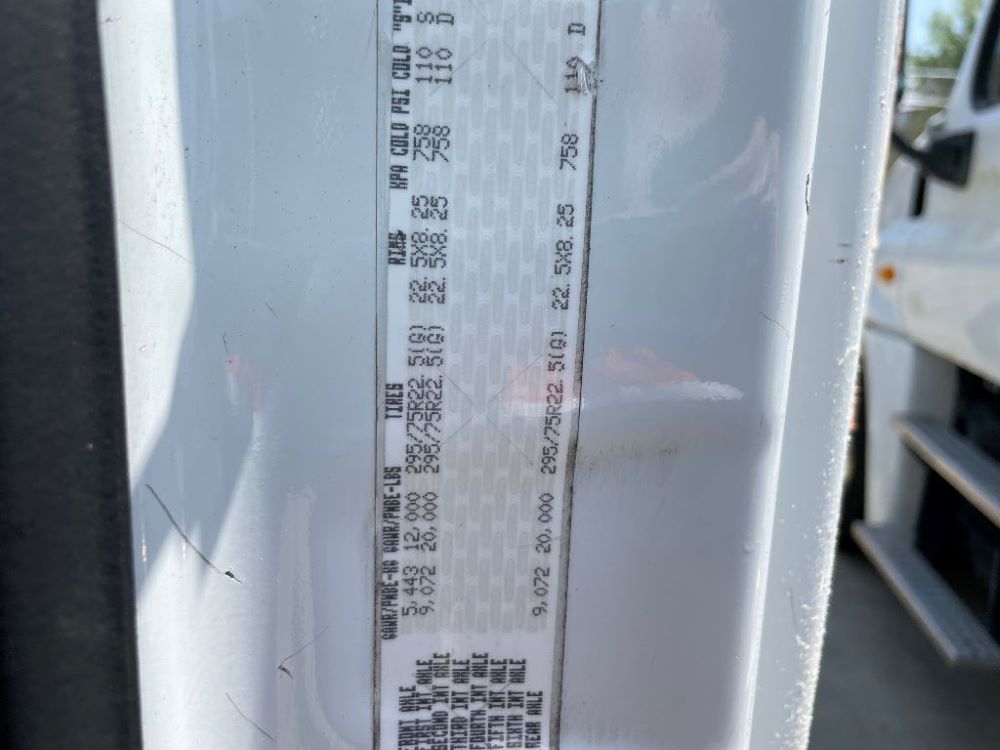 GAWR/PNBE-KG GAWR/PNBE-LBS TIRES RIMS KPA COLD PSI COLD "S"
FRONT AXLE 5,443 12,000 295/75R22.5(G) 22.5X8.25 758 110 S
FIRST INT AXLE 9,072 20,000 295/75R22.5(G) 22.5X8.25 758 110 D
SECOND INT AXLE
THIRD INT AXLE
FOURTH INT AXLE
FIFTH INT AXLE
SIXTH INT AXLE
REAR AXLE 9,072 20,000 295/75R22.5(G) 22.5X8.25 758 110 D